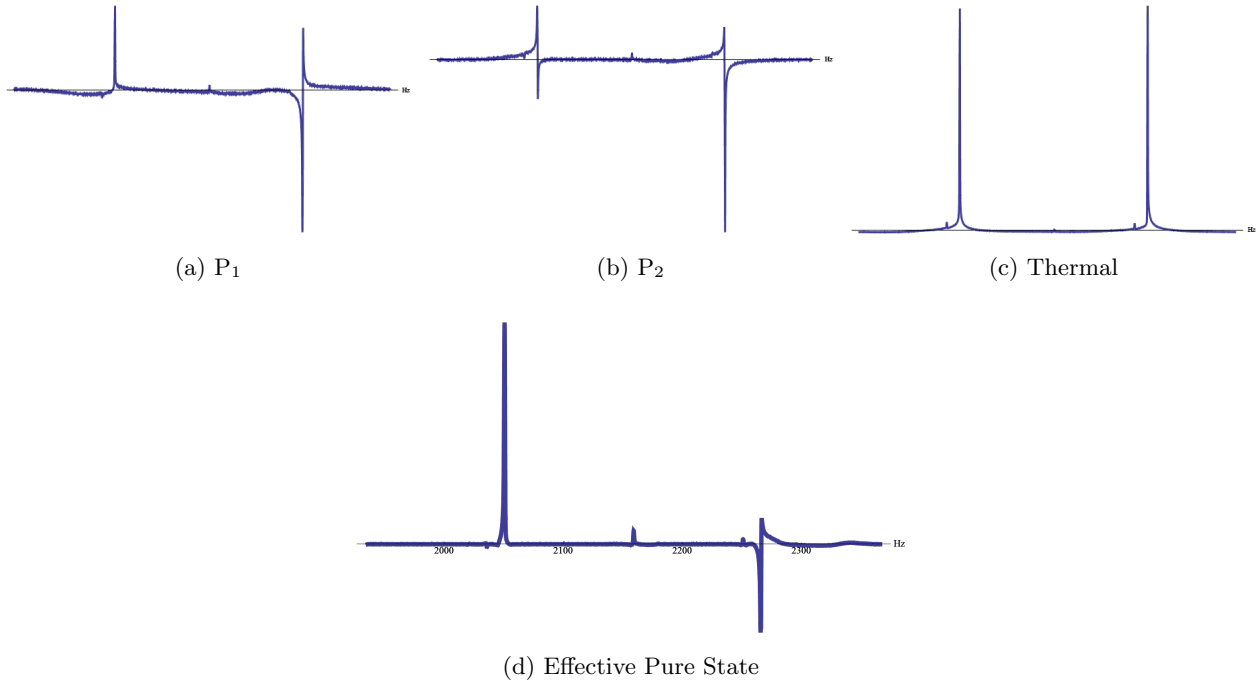 Hz
Hz
Hz
(a) P₁
(b) P₂
(c) Thermal
2000 2100 2200 2300 Hz
(d) Effective Pure State